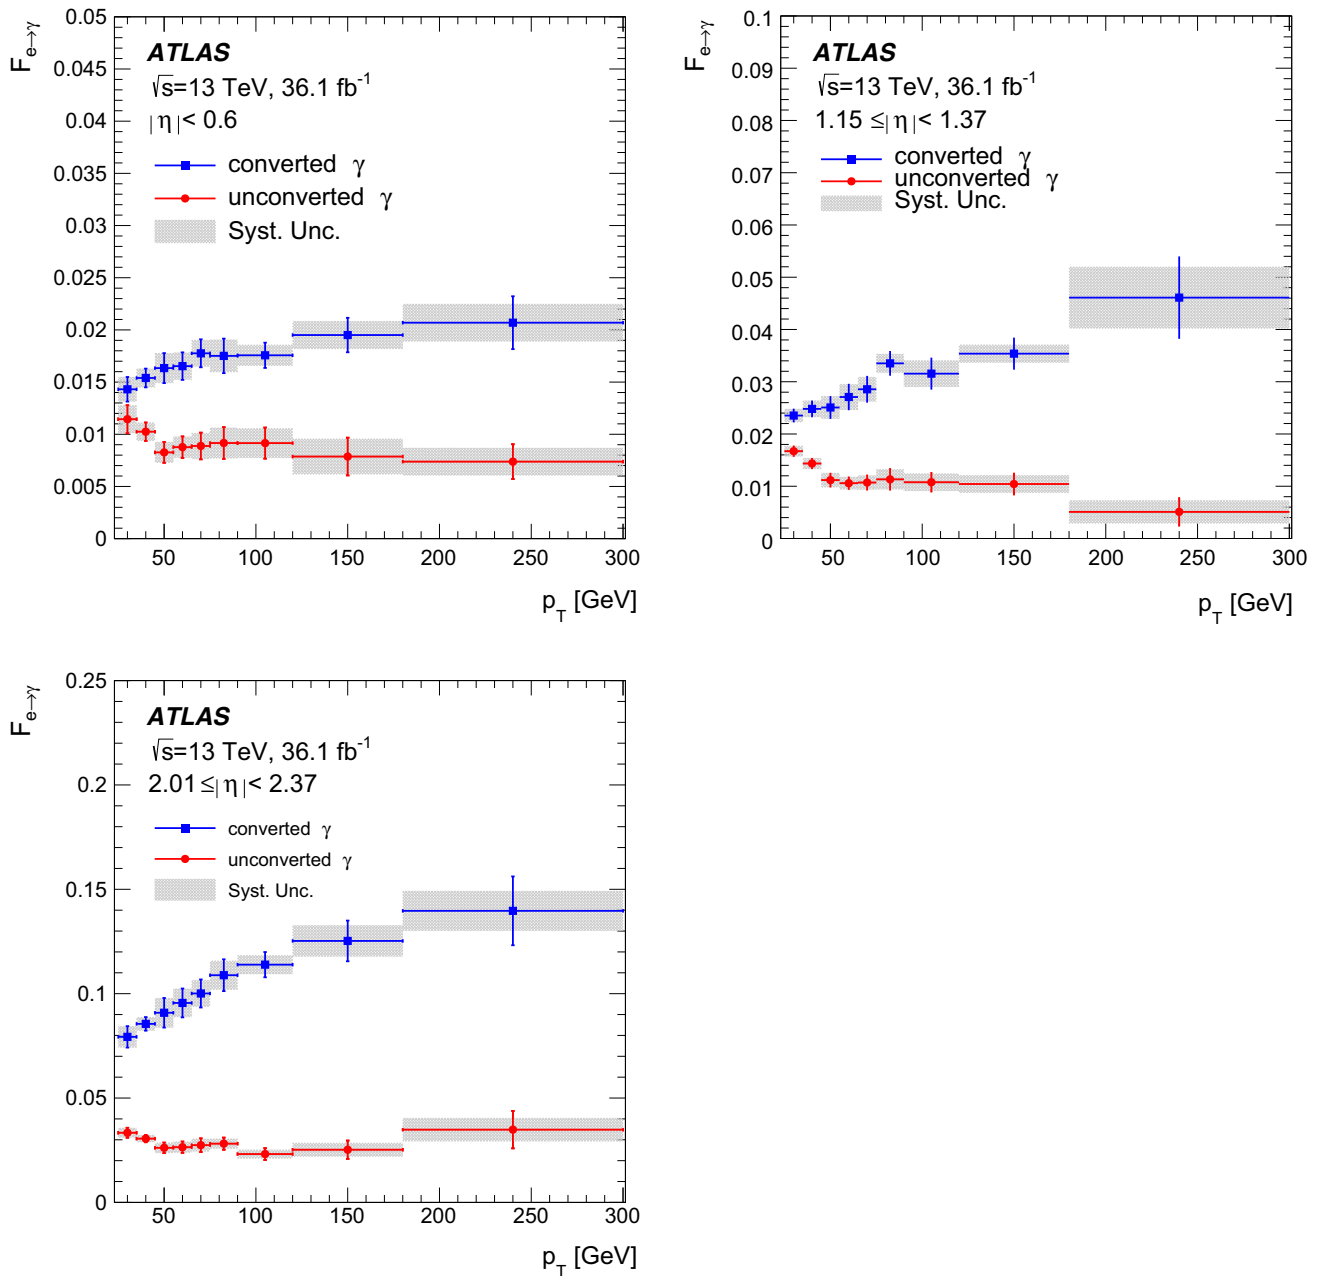 F e→γ
0.05
0.045
0.04
0.035
0.03
0.025
0.02
0.015
0.01
0.005
0
ATLAS
√s=13 TeV, 36.1 fb⁻¹
|η|< 0.6
converted γ
unconverted γ
Syst. Unc.
50 100 150 200 250 300
p_T [GeV]
F e→γ
0.1
0.09
0.08
0.07
0.06
0.05
0.04
0.03
0.02
0.01
0
ATLAS
√s=13 TeV, 36.1 fb⁻¹
1.15 ≤|η|< 1.37
converted γ
unconverted γ
Syst. Unc.
50 100 150 200 250 300
p_T [GeV]
F e→γ
0.25
0.2
0.15
0.1
0.05
0
ATLAS
√s=13 TeV, 36.1 fb⁻¹
2.01 ≤|η|< 2.37
converted γ
unconverted γ
Syst. Unc.
50 100 150 200 250 300
p_T [GeV]